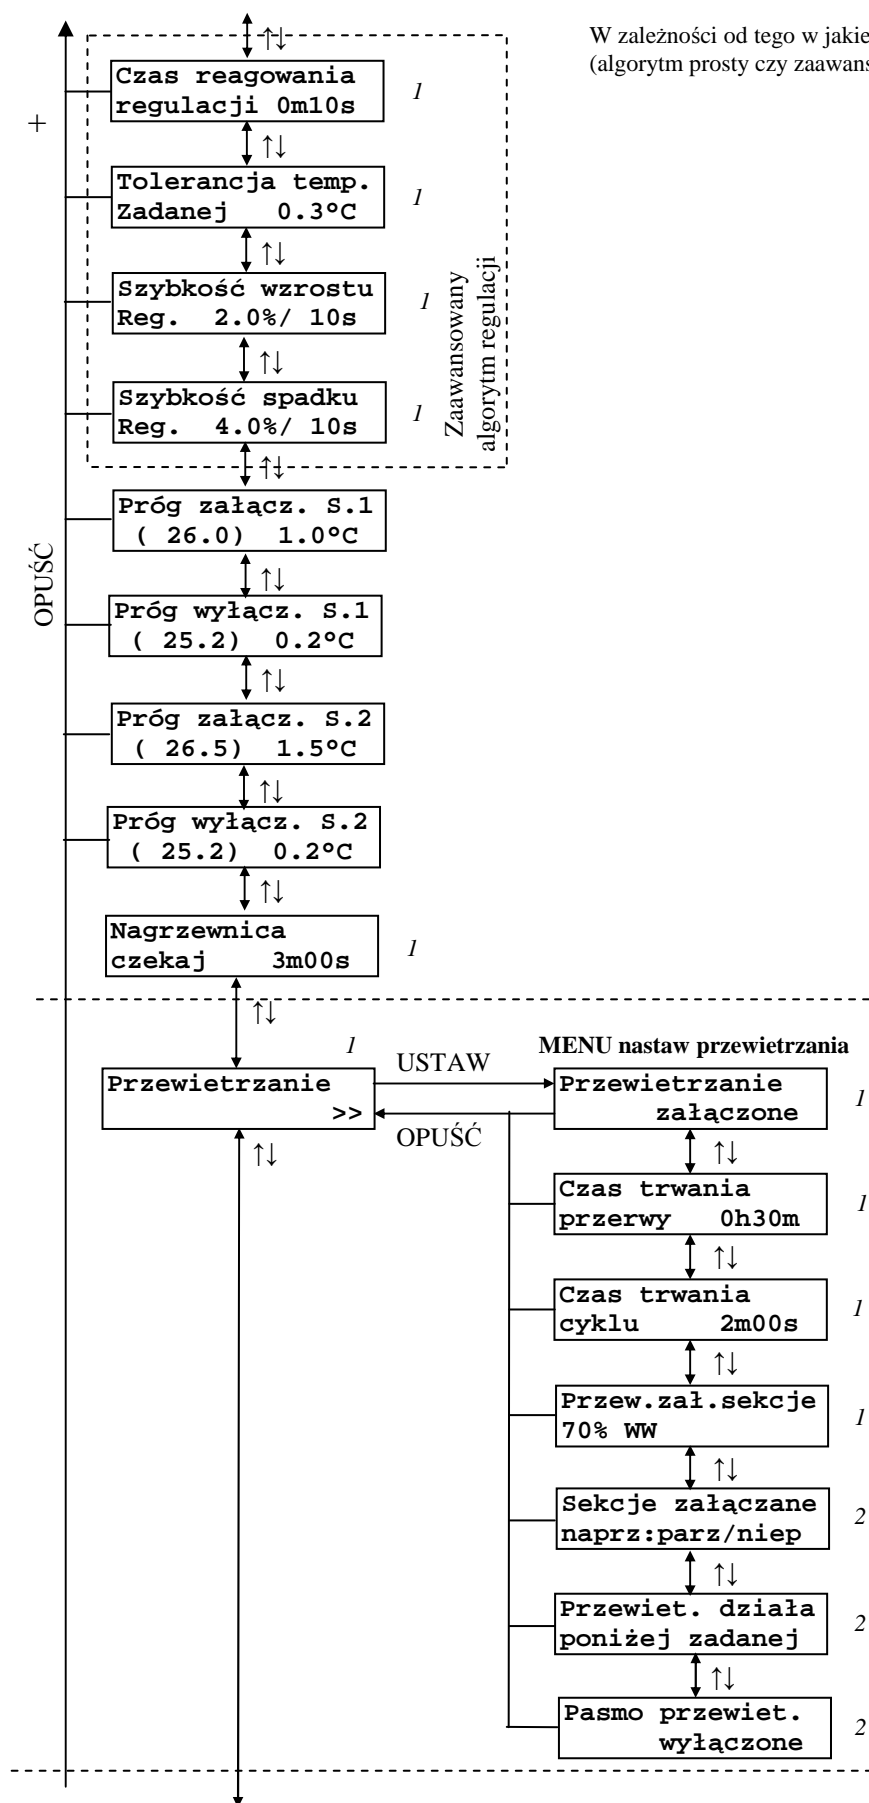 W zależności od tego w jakie
(algorytm prosty czy zaawans
↑↓
Czas reagowania
regulacji 0m10s
1
+
↑↓
Tolerancja temp.
Zadanej 0.3°C
1
↑↓
Szybkość wzrostu
Reg. 2.0%/ 10s
1
↑↓
Szybkość spadku
Reg. 4.0%/ 10s
1
Zaawansowany
algorytm regulacji
↑↓
Próg załącz. S.1
( 26.0) 1.0°C
OPUŚĆ
↑↓
Próg wyłącz. S.1
( 25.2) 0.2°C
↑↓
Próg załącz. S.2
( 26.5) 1.5°C
↑↓
Próg wyłącz. S.2
( 25.2) 0.2°C
↑↓
Nagrzewnica
czekaj 3m00s
1
↑↓
1
Przewietrzanie
>>
USTAW
OPUŚĆ
↑↓
MENU nastaw przewietrzania
Przewietrzanie
załączone
1
↑↓
Czas trwania
przerwy 0h30m
1
↑↓
Czas trwania
cyklu 2m00s
1
↑↓
Przew.zał.sekcje
70% WW
1
↑↓
Sekcje załączane
naprz:parz/niep
2
↑↓
Przewiet. działa
poniżej zadanej
2
↑↓
Pasmo przewiet.
wyłączone
2